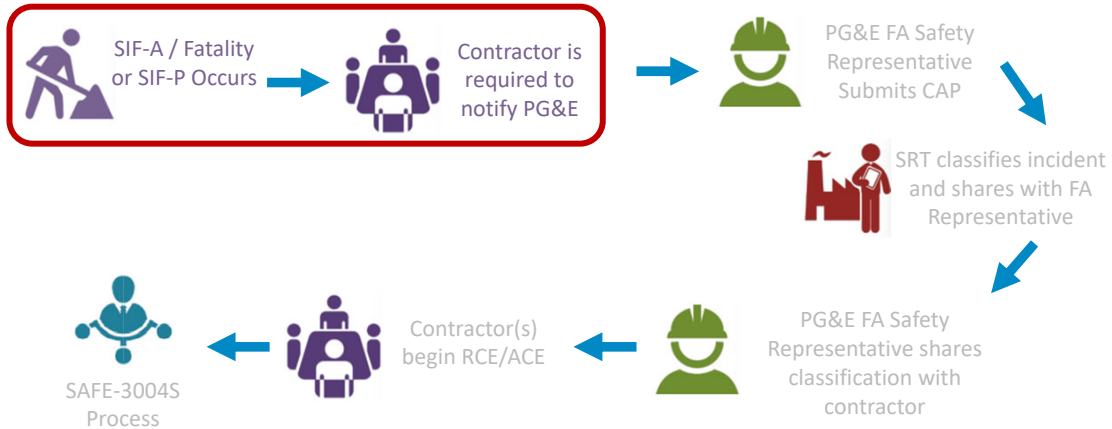 SIF-A / Fatality
or SIF-P Occurs
Contractor is
required to
notify PG&E
PG&E FA Safety
Representative
Submits CAP
SRT classifies incident
and shares with FA
Representative
PG&E FA Safety
Representative shares
classification with
contractor
Contractor(s)
begin RCE/ACE
SAFE-3004S
Process